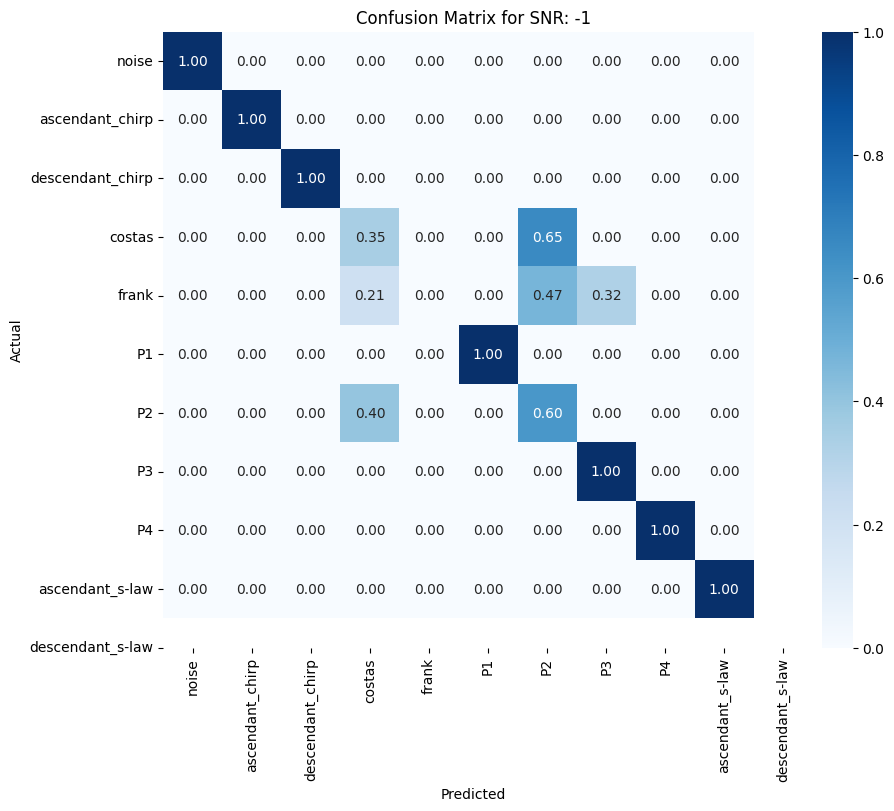 Confusion Matrix for SNR: -1
noise 1.00 0.00 0.00 0.00 0.00 0.00 0.00 0.00 0.00 0.00
ascendant_chirp 0.00 1.00 0.00 0.00 0.00 0.00 0.00 0.00 0.00 0.00
descendant_chirp 0.00 0.00 1.00 0.00 0.00 0.00 0.00 0.00 0.00 0.00
costas 0.00 0.00 0.00 0.35 0.00 0.00 0.65 0.00 0.00 0.00
frank 0.00 0.00 0.00 0.21 0.00 0.00 0.47 0.32 0.00 0.00
P1 0.00 0.00 0.00 0.00 0.00 1.00 0.00 0.00 0.00 0.00
P2 0.00 0.00 0.00 0.40 0.00 0.00 0.60 0.00 0.00 0.00
P3 0.00 0.00 0.00 0.00 0.00 0.00 0.00 1.00 0.00 0.00
P4 0.00 0.00 0.00 0.00 0.00 0.00 0.00 0.00 1.00 0.00
ascendant_s-law 0.00 0.00 0.00 0.00 0.00 0.00 0.00 0.00 0.00 1.00
descendant_s-law
Actual
noise
ascendant_chirp
descendant_chirp
costas
frank
P1
P2
P3
P4
ascendant_s-law
descendant_s-law
Predicted
1.0
0.8
0.6
0.4
0.2
0.0